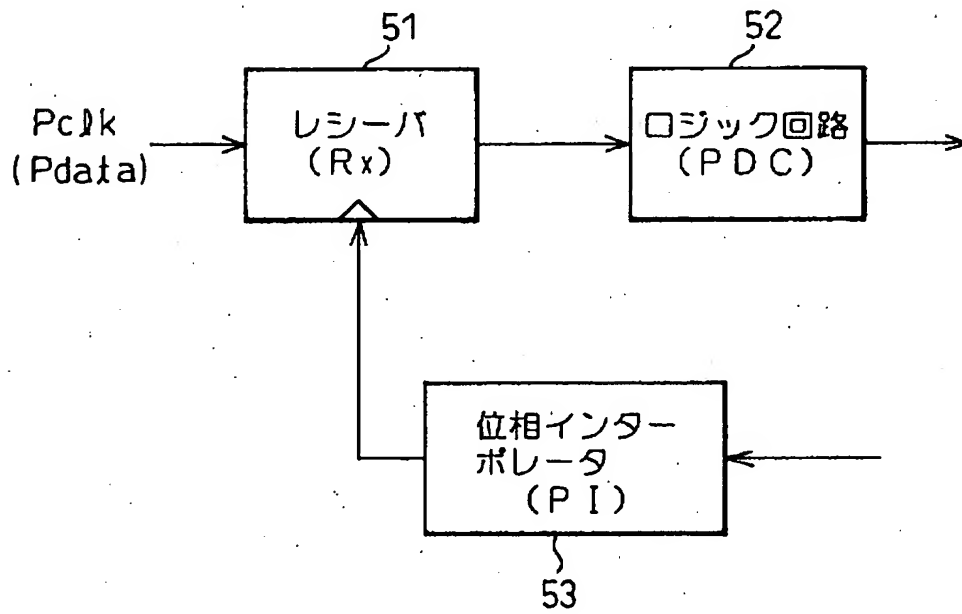 51
52
Pclk
(Pdata)
レシーバ
(Rx)
ロジック回路
(PDC)
位相インター
ポレータ
(PI)
53